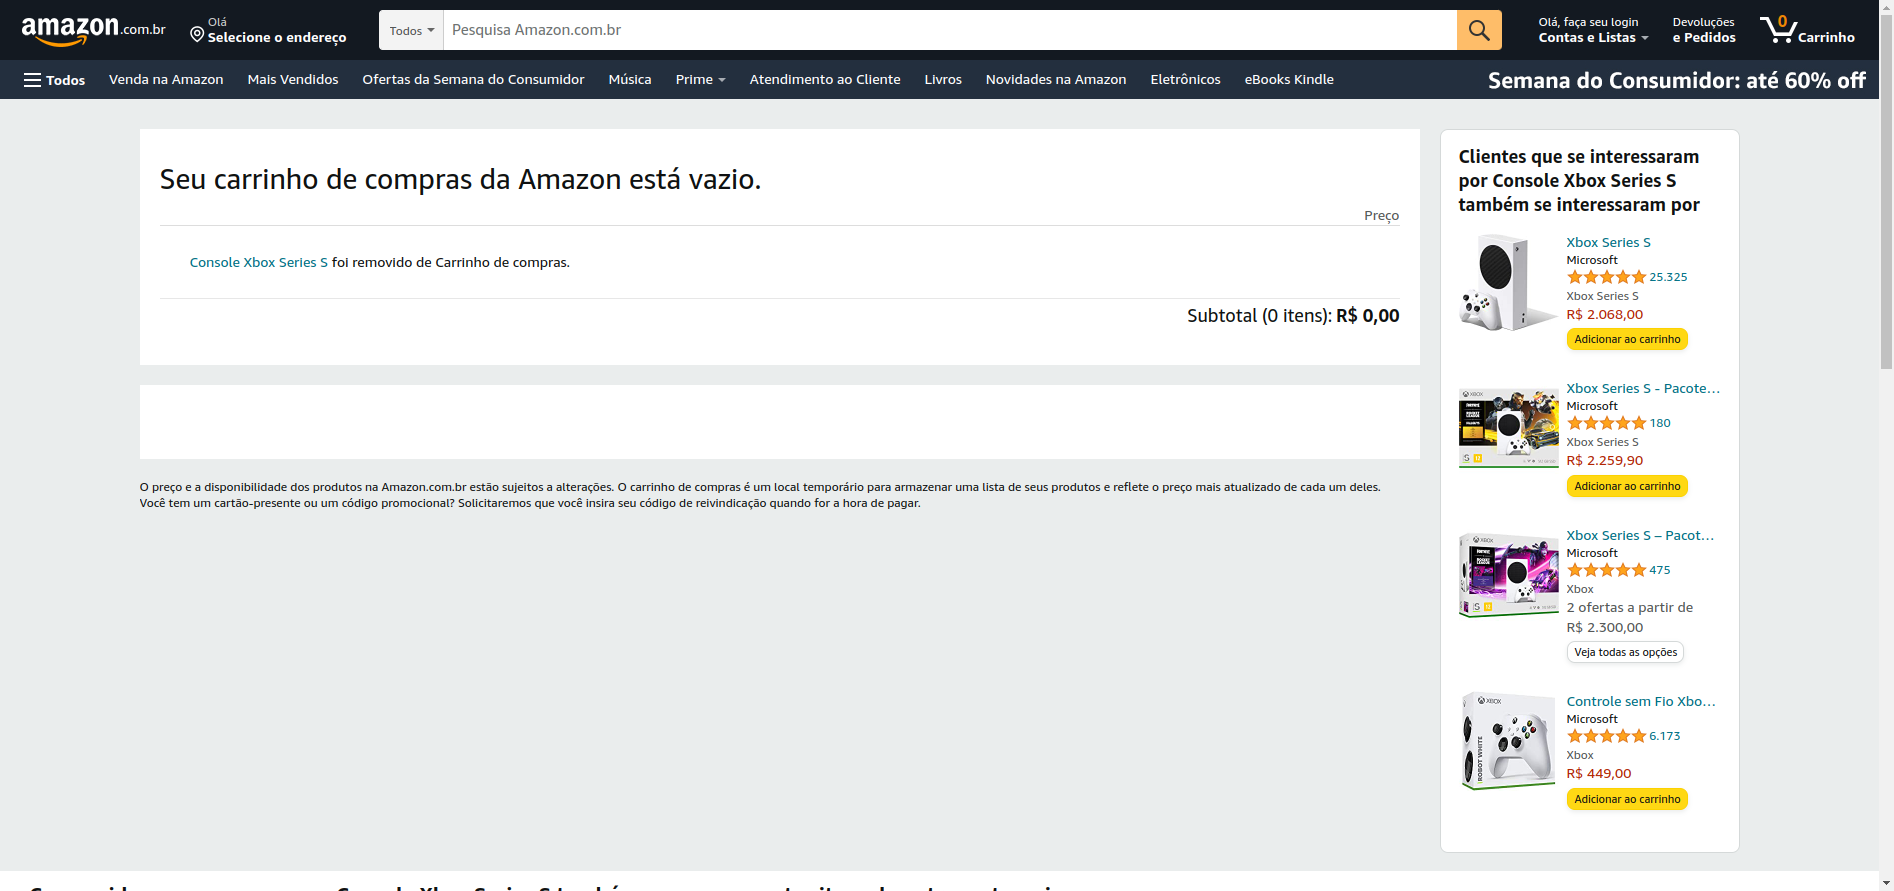 amazon.com.br
Olá
Selecione o endereço
Todos
Pesquisa Amazon.com.br
Olá, faça seu login
Contas e Listas
Devoluções
e Pedidos
0
Carrinho
Todos
Venda na Amazon
Mais Vendidos
Ofertas da Semana do Consumidor
Música
Prime
Atendimento ao Cliente
Livros
Novidades na Amazon
Eletrônicos
eBooks Kindle
Semana do Consumidor: até 60% off
Seu carrinho de compras da Amazon está vazio.
Preço
Console Xbox Series S foi removido de Carrinho de compras.
Subtotal (0 itens): R$ 0,00
O preço e a disponibilidade dos produtos na Amazon.com.br estão sujeitos a alterações. O carrinho de compras é um local temporário para armazenar uma lista de seus produtos e reflete o preço mais atualizado de cada um deles.
Você tem um cartão-presente ou um código promocional? Solicitaremos que você insira seu código de reivindicação quando for a hora de pagar.
Clientes que se interessaram
por Console Xbox Series S
também se interessaram por
Xbox Series S
Microsoft
25.325
Xbox Series S
R$ 2.068,00
Adicionar ao carrinho
Xbox Series S - Pacote...
Microsoft
180
Xbox Series S
R$ 2.259,90
Adicionar ao carrinho
Xbox Series S – Pacot...
Microsoft
475
Xbox
2 ofertas a partir de
R$ 2.300,00
Veja todas as opções
XBOX
ROBOT WHITE
Controle sem Fio Xbo...
Microsoft
6.173
Xbox
R$ 449,00
Adicionar ao carrinho